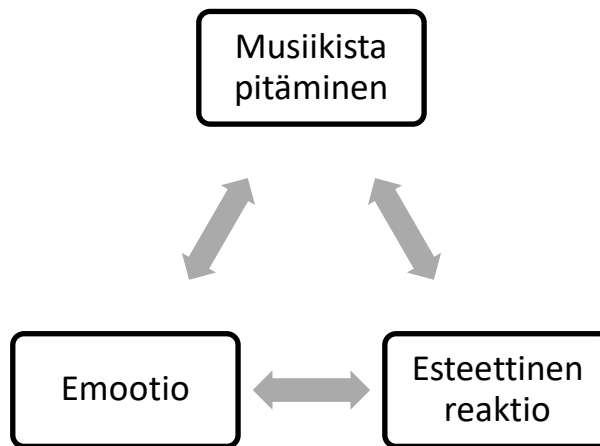 Musiikista
pitäminen
Emootio
Esteettinen
reaktio